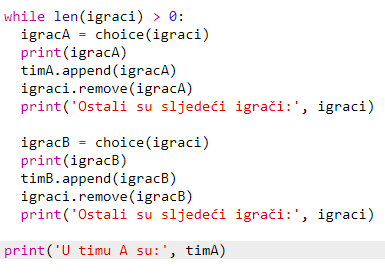 while len(igraci) > 0:
  igracA = choice(igraci)
  print(igracA)
  timA.append(igracA)
  igraci.remove(igracA)
  print('Ostali su sljedeći igrači:', igraci)

  igracB = choice(igraci)
  print(igracB)
  timB.append(igracB)
  igraci.remove(igracB)
  print('Ostali su sljedeći igrači:', igraci)

print('U timu A su:', timA)